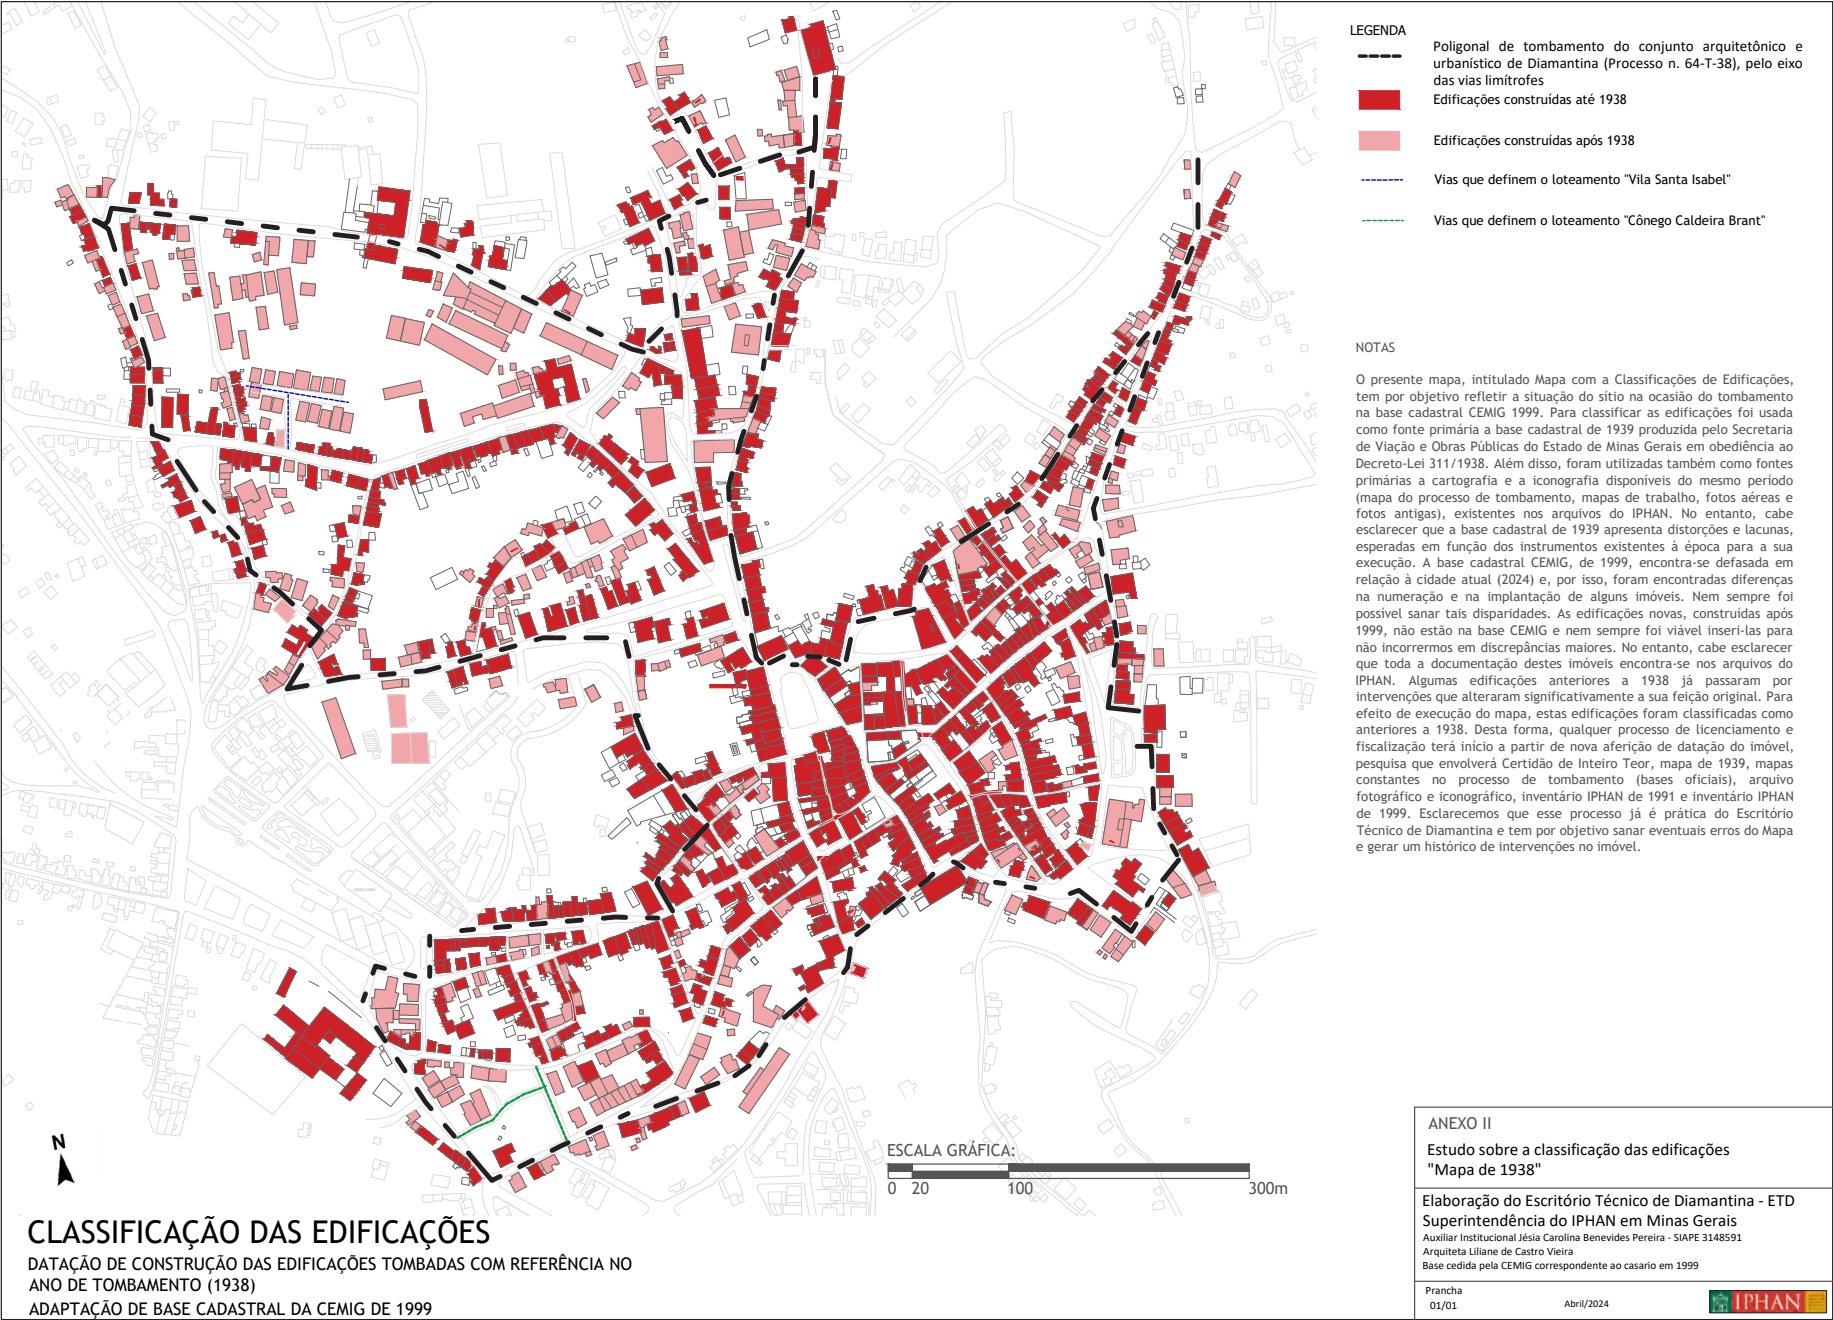 LEGENDA
Poligonal de tombamento do conjunto arquitetônico e
urbanístico de Diamantina (Processo n. 64-T-38), pelo eixo
das vias limítrofes
Edificações construídas até 1938
Edificações construídas após 1938
Vias que definem o loteamento "Vila Santa Isabel"
Vias que definem o loteamento "Cônego Caldeira Brant"
NOTAS
O presente mapa, intitulado Mapa com a Classificações de Edificações,
tem por objetivo refletir a situação do sítio na ocasião do tombamento
na base cadastral CEMIG 1999. Para classificar as edificações foi usada
como fonte primária a base cadastral de 1939 produzida pelo Secretaria
de Viação e Obras Públicas do Estado de Minas Gerais em obediência ao
Decreto-Lei 311/1938. Além disso, foram utilizadas também como fontes
primárias a cartografia e a iconografia disponíveis do mesmo período
(mapa do processo de tombamento, mapas de trabalho, fotos aéreas e
fotos antigas), existentes nos arquivos do IPHAN. No entanto, cabe
esclarecer que a base cadastral de 1939 apresenta distorções e lacunas,
esperadas em função dos instrumentos existentes à época para a sua
execução. A base cadastral CEMIG, de 1999, encontra-se defasada em
relação à cidade atual (2024) e, por isso, foram encontradas diferenças
na numeração e na implantação de alguns imóveis. Nem sempre foi
possível sanar tais disparidades. As edificações novas, construídas após
1999, não estão na base CEMIG e nem sempre foi viável inseri-las para
não incorrermos em discrepâncias maiores. No entanto, cabe esclarecer
que toda a documentação destes imóveis encontra-se nos arquivos do
IPHAN. Algumas edificações anteriores a 1938 já passaram por
intervenções que alteraram significativamente a sua feição original. Para
efeito de execução do mapa, estas edificações foram classificadas como
anteriores a 1938. Desta forma, qualquer processo de licenciamento e
fiscalização terá início a partir de nova aferição de datação do imóvel,
pesquisa que envolverá Certidão de Inteiro Teor, mapa de 1939, mapas
constantes no processo de tombamento (bases oficiais), arquivo
fotográfico e iconográfico, inventário IPHAN de 1991 e inventário IPHAN
de 1999. Esclarecemos que esse processo já é prática do Escritório
Técnico de Diamantina e tem por objetivo sanar eventuais erros do Mapa
e gerar um histórico de intervenções no imóvel.
N
ESCALA GRÁFICA:
0 20 100 300m
CLASSIFICAÇÃO DAS EDIFICAÇÕES
DATAÇÃO DE CONSTRUÇÃO DAS EDIFICAÇÕES TOMBADAS COM REFERÊNCIA NO
ANO DE TOMBAMENTO (1938)
ADAPTAÇÃO DE BASE CADASTRAL DA CEMIG DE 1999
ANEXO II
Estudo sobre a classificação das edificações
"Mapa de 1938"
Elaboração do Escritório Técnico de Diamantina - ETD
Superintendência do IPHAN em Minas Gerais
Auxiliar Institucional Jésia Carolina Benevides Pereira - SIAPE 3148591
Arquiteta Liliane de Castro Vieira
Base cedida pela CEMIG correspondente ao casario em 1999
Prancha
01/01
Abril/2024
IPHAN